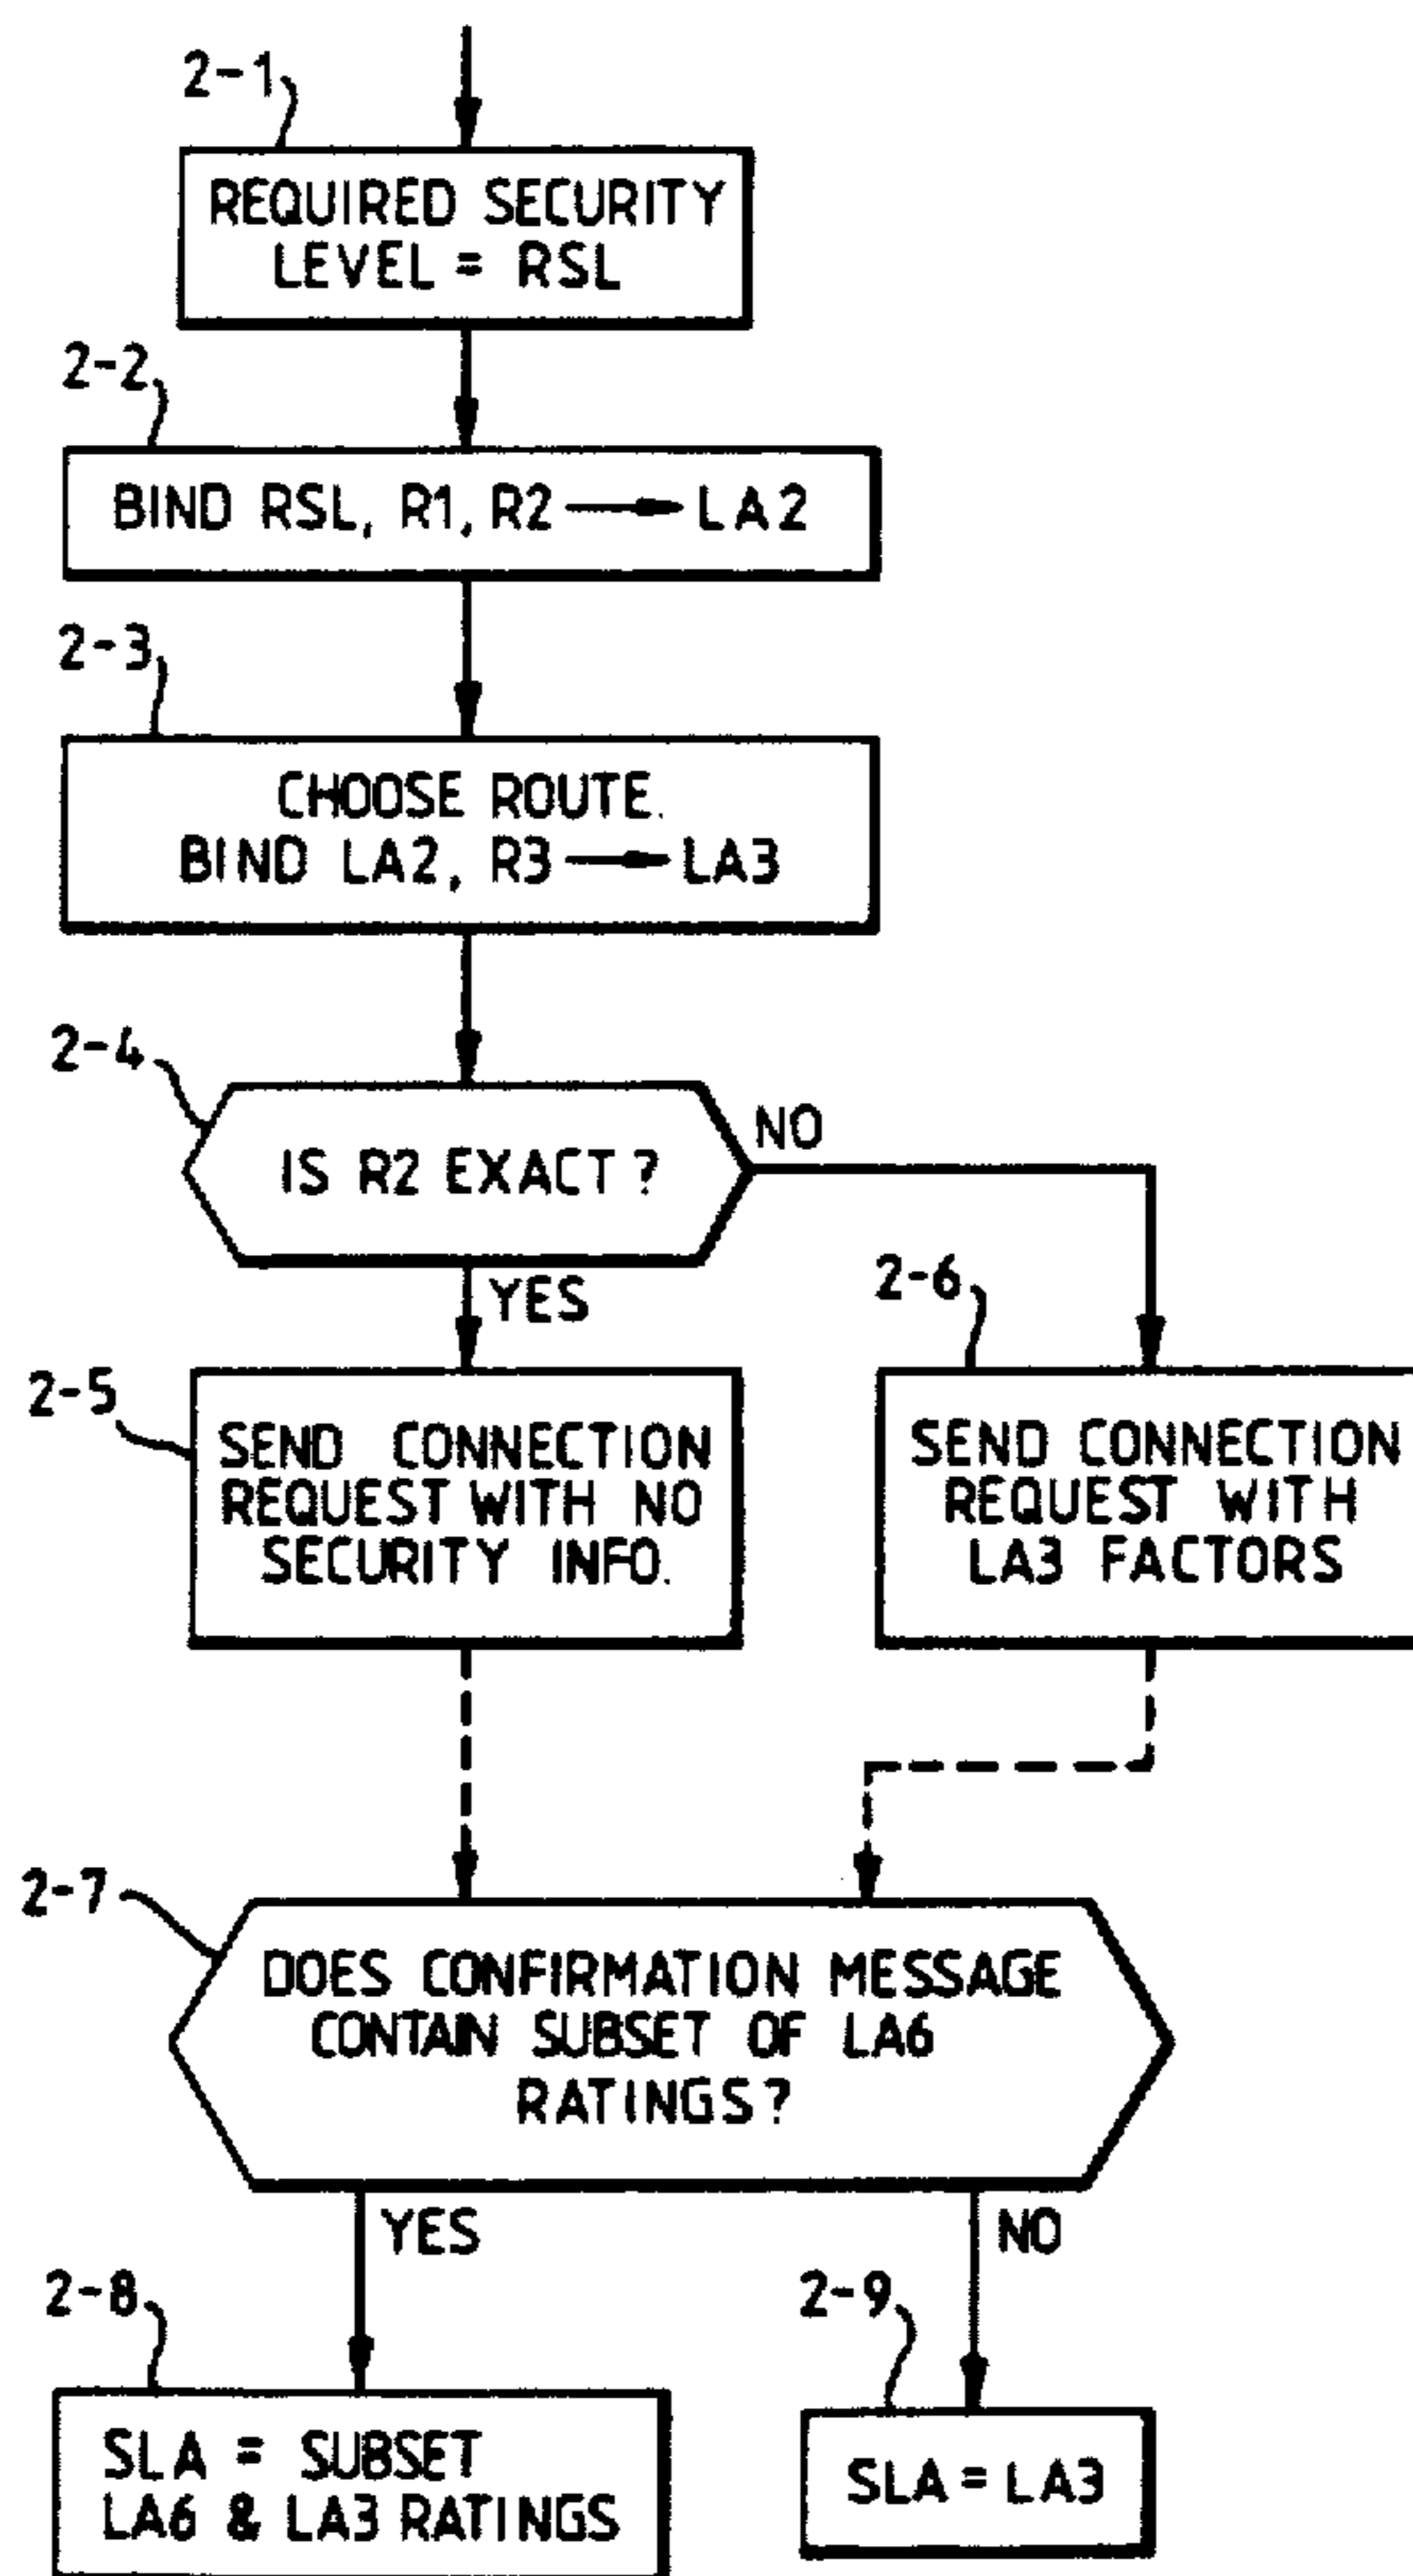 2-1
REQUIRED SECURITY
LEVEL = RSL
2-2
BIND RSL, R1, R2 → LA2
2-3
CHOOSE ROUTE.
BIND LA2, R3 → LA3
2-4
IS R2 EXACT?
NO
YES
2-5
SEND CONNECTION
REQUEST WITH NO
SECURITY INFO.
2-6
SEND CONNECTION
REQUEST WITH
LA3 FACTORS
2-7
DOES CONFIRMATION MESSAGE
CONTAIN SUBSET OF LA6
RATINGS?
YES
NO
2-8
SLA = SUBSET
LA6 & LA3 RATINGS
2-9
SLA = LA3